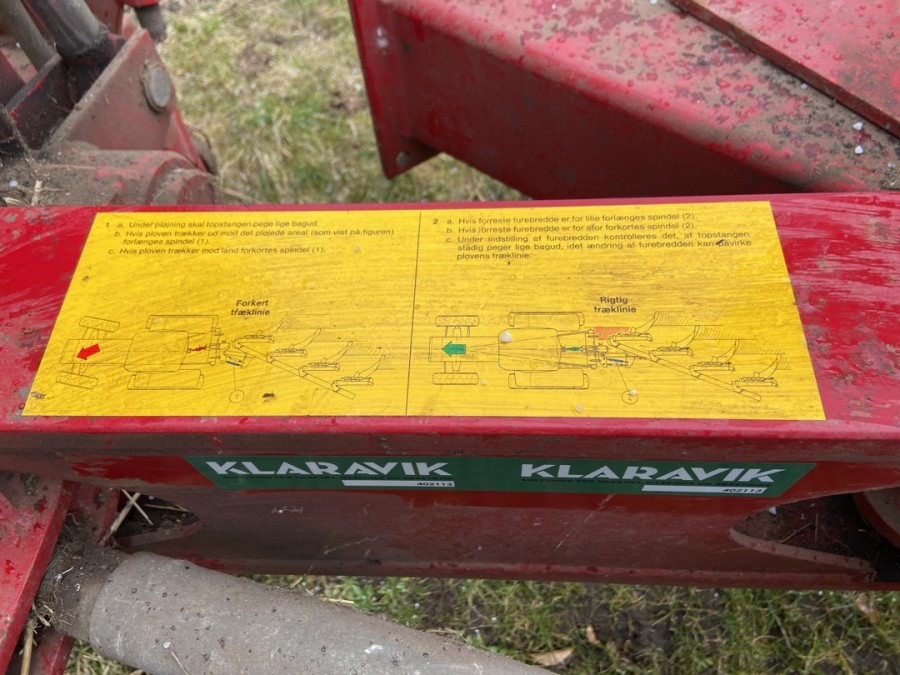 1 a. Under pløjning skal topstangen pege lige bagud.
b. Hvis ploven trækker ud mod det pløjede areal (som vist på figuren)
forlænges spindel (1).
c. Hvis ploven trækker mod land forkortes spindel (1).
Forkert
træklinie
2 a. Hvis forreste furebredde er for lille forlænges spindel (2).
b. Hvis forreste furebredde er for stor forkortes spindel (2).
c. Under indstilling af furebredden kontrolleres det, at topstangen
stadig peger lige bagud, idet ændring af furebredden kan påvirke
plovens træklinie.
Rigtig
træklinie
KLARAVIK
402113
KLARAVIK
402113